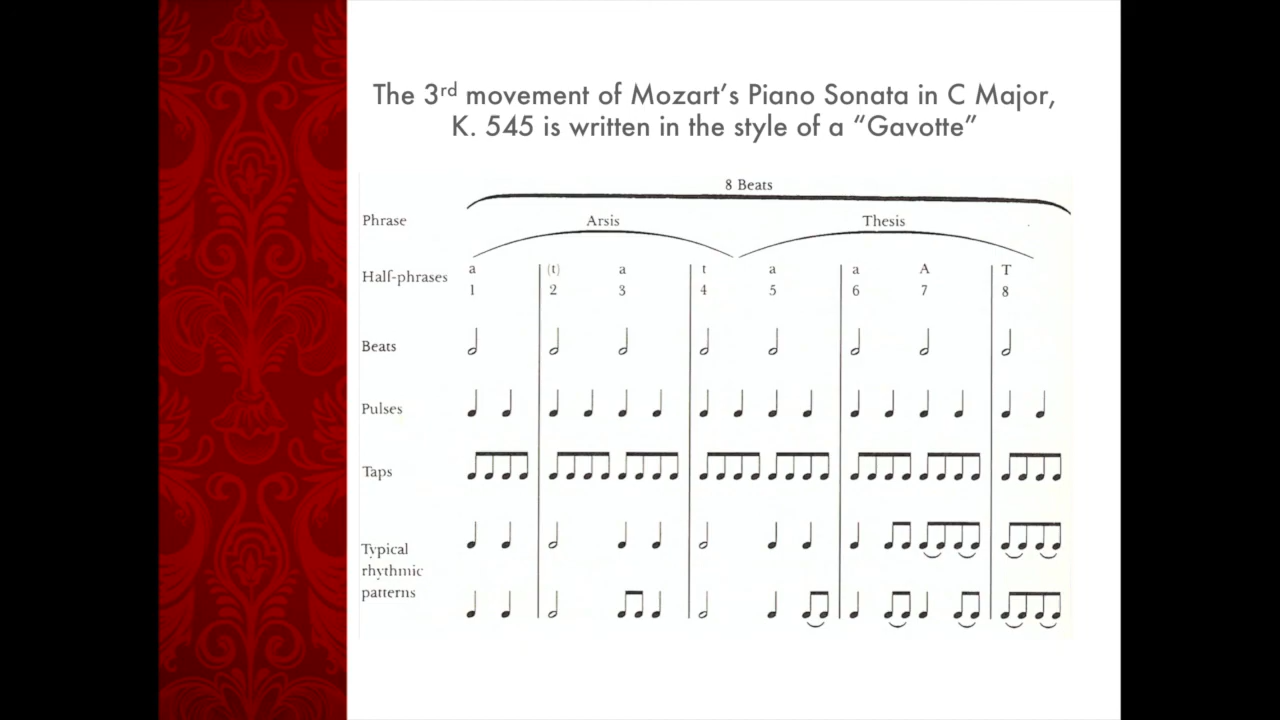 The 3rd movement of Mozart’s Piano Sonata in C Major,
K. 545 is written in the style of a “Gavotte”
8 Beats
Phrase Arsis Thesis
Half-phrases a (t) a t a a A T
1 2 3 4 5 6 7 8
Beats
Pulses
Taps
Typical
rhythmic
patterns